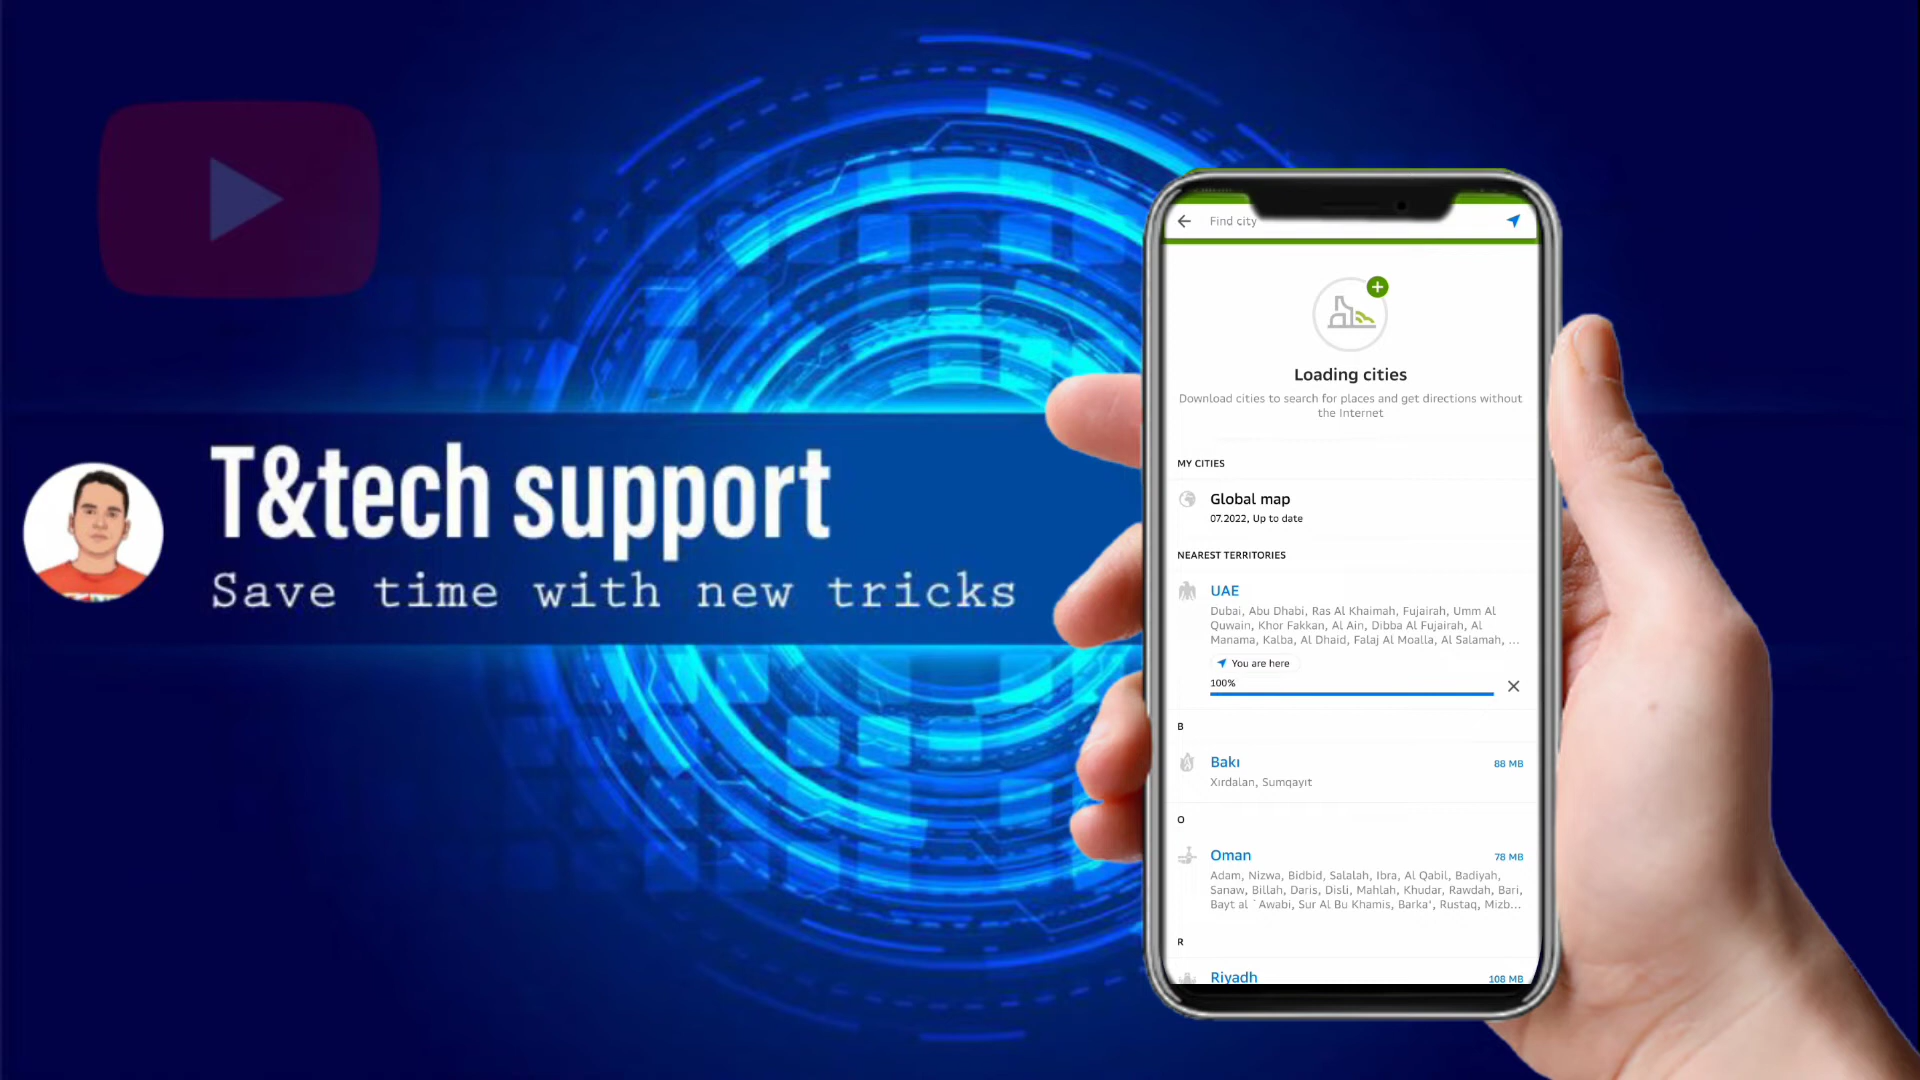 T&tech support
Save time with new tricks
Find city
Loading cities
Download cities to search for places and get directions without
the Internet
MY CITIES
Global map
07.2022, Up to date
NEAREST TERRITORIES
UAE
Dubai, Abu Dhabi, Ras Al Khaimah, Fujairah, Umm Al
Quwain, Khor Fakkan, Al Ain, Dibba Al Fujairah, Al
Manama, Kalba, Al Dhaid, Falaj Al Moalla, Al Salamah, ...
You are here
100%
B
Bakı 88 MB
Xırdalan, Sumqayıt
O
Oman 78 MB
Adam, Nizwa, Bidbid, Salalah, Ibra, Al Qabil, Badiyah,
Sanaw, Billah, Daris, Disli, Mahlah, Khudar, Rawdah, Bari,
Bayt al `Awabi, Sur Al Bu Khamis, Barka', Rustaq, Mizb...
R
Riyadh 108 MB